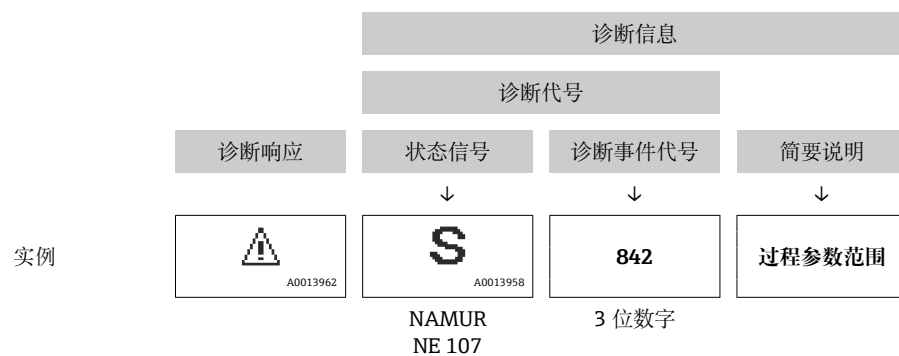 诊断信息
诊断代号
诊断响应 状态信号 诊断事件代号 简要说明
↓ ↓ ↓
实例 ⚠ S 842 过程参数范围
A0013962 A0013958
NAMUR 3 位数字
NE 107